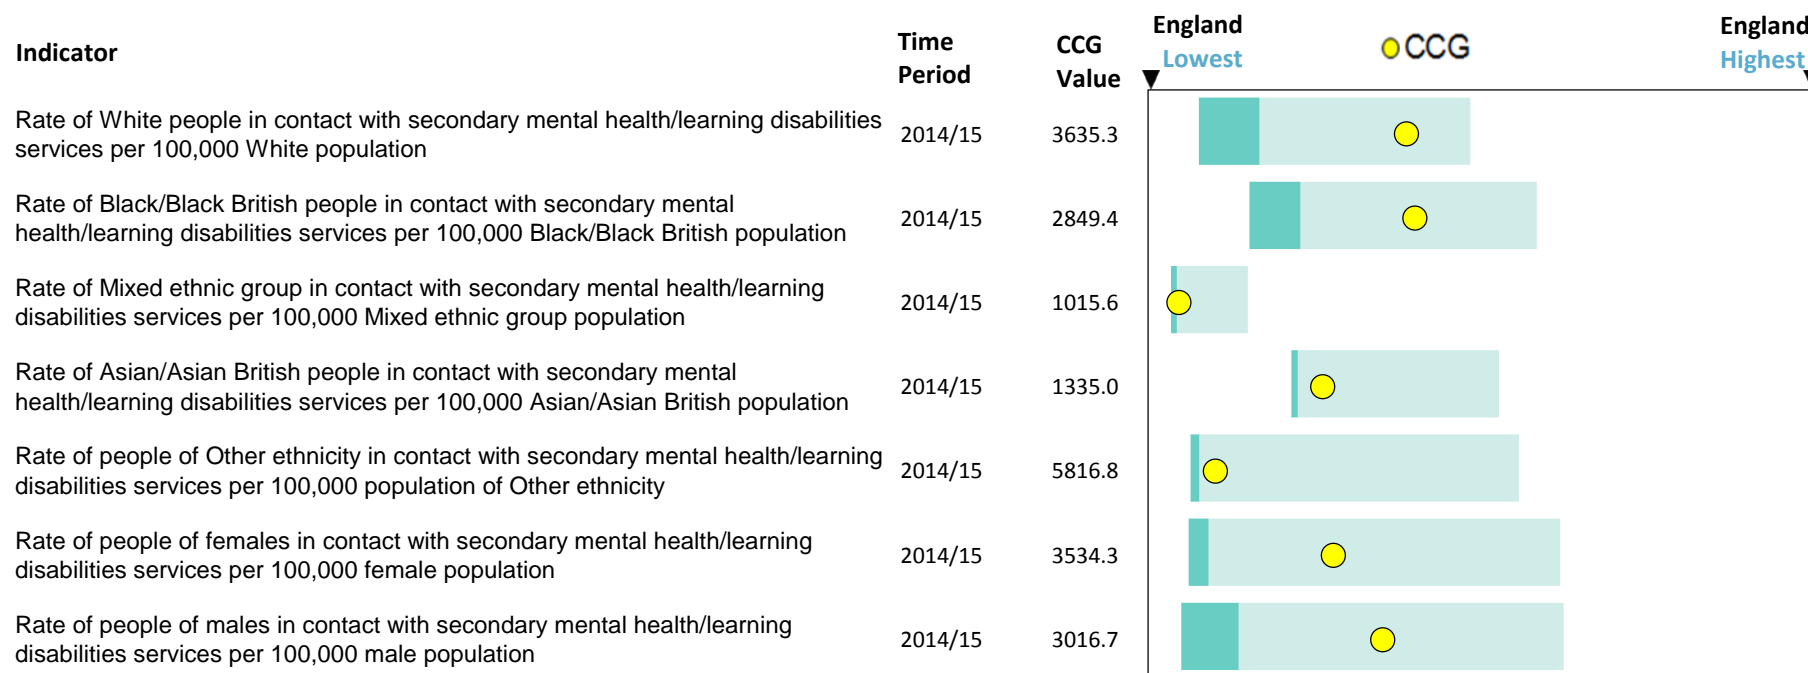 Indicator
Time
Period
CCG
Value
England
Lowest
CCG
England
Highest
Rate of White people in contact with secondary mental health/learning disabilities
services per 100,000 White population
2014/15
3635.3
Rate of Black/Black British people in contact with secondary mental
health/learning disabilities services per 100,000 Black/Black British population
2014/15
2849.4
Rate of Mixed ethnic group in contact with secondary mental health/learning
disabilities services per 100,000 Mixed ethnic group population
2014/15
1015.6
Rate of Asian/Asian British people in contact with secondary mental
health/learning disabilities services per 100,000 Asian/Asian British population
2014/15
1335.0
Rate of people of Other ethnicity in contact with secondary mental health/learning
disabilities services per 100,000 population of Other ethnicity
2014/15
5816.8
Rate of people of females in contact with secondary mental health/learning
disabilities services per 100,000 female population
2014/15
3534.3
Rate of people of males in contact with secondary mental health/learning
disabilities services per 100,000 male population
2014/15
3016.7